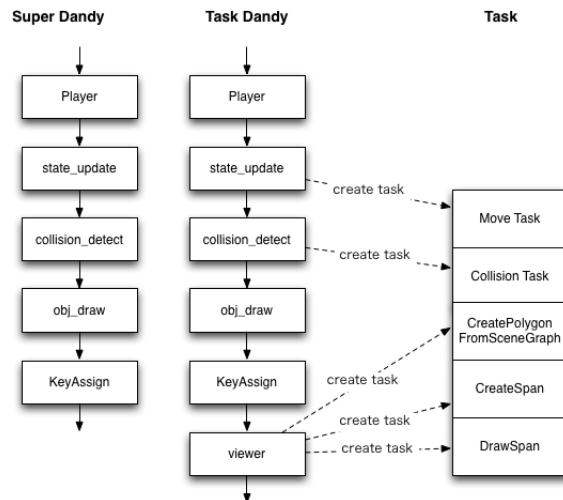 Super Dandy
Task Dandy
Task
Player
state_update
collision_detect
obj_draw
KeyAssign
Player
state_update
collision_detect
obj_draw
KeyAssign
viewer
create task
create task
create task
create task
create task
Move Task
Collision Task
CreatePolygon
FromSceneGraph
CreateSpan
DrawSpan